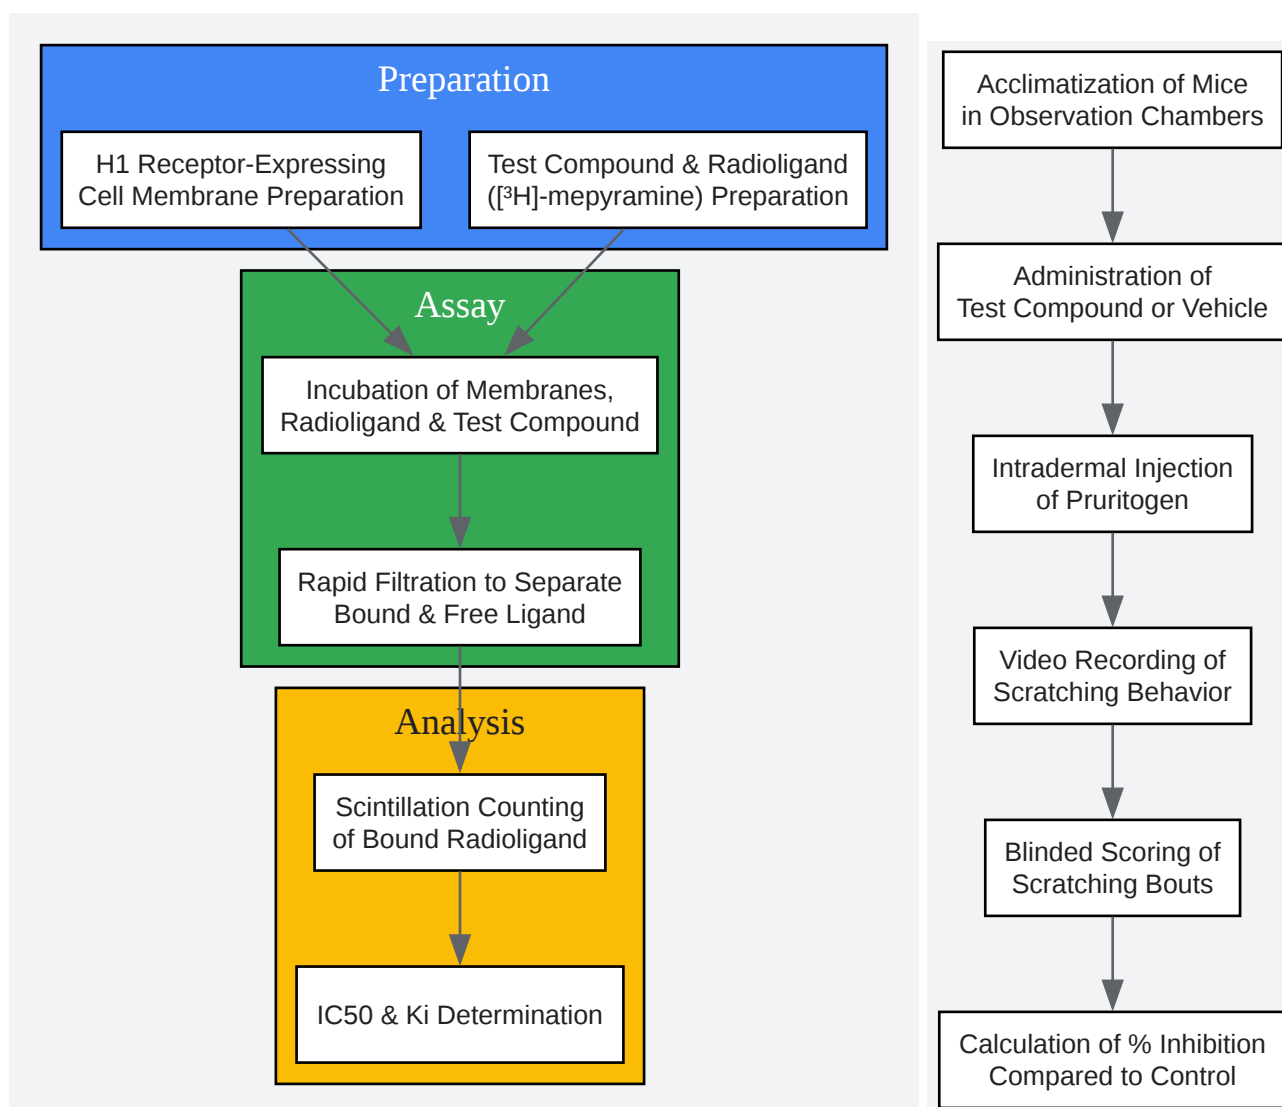 Preparation
H1 Receptor-Expressing
Cell Membrane Preparation
Test Compound & Radioligand
([³H]-mepyramine) Preparation
Assay
Incubation of Membranes,
Radioligand & Test Compound
Rapid Filtration to Separate
Bound & Free Ligand
Analysis
Scintillation Counting
of Bound Radioligand
IC50 & Ki Determination
Acclimatization of Mice
in Observation Chambers
Administration of
Test Compound or Vehicle
Intradermal Injection
of Pruritogen
Video Recording of
Scratching Behavior
Blinded Scoring of
Scratching Bouts
Calculation of % Inhibition
Compared to Control